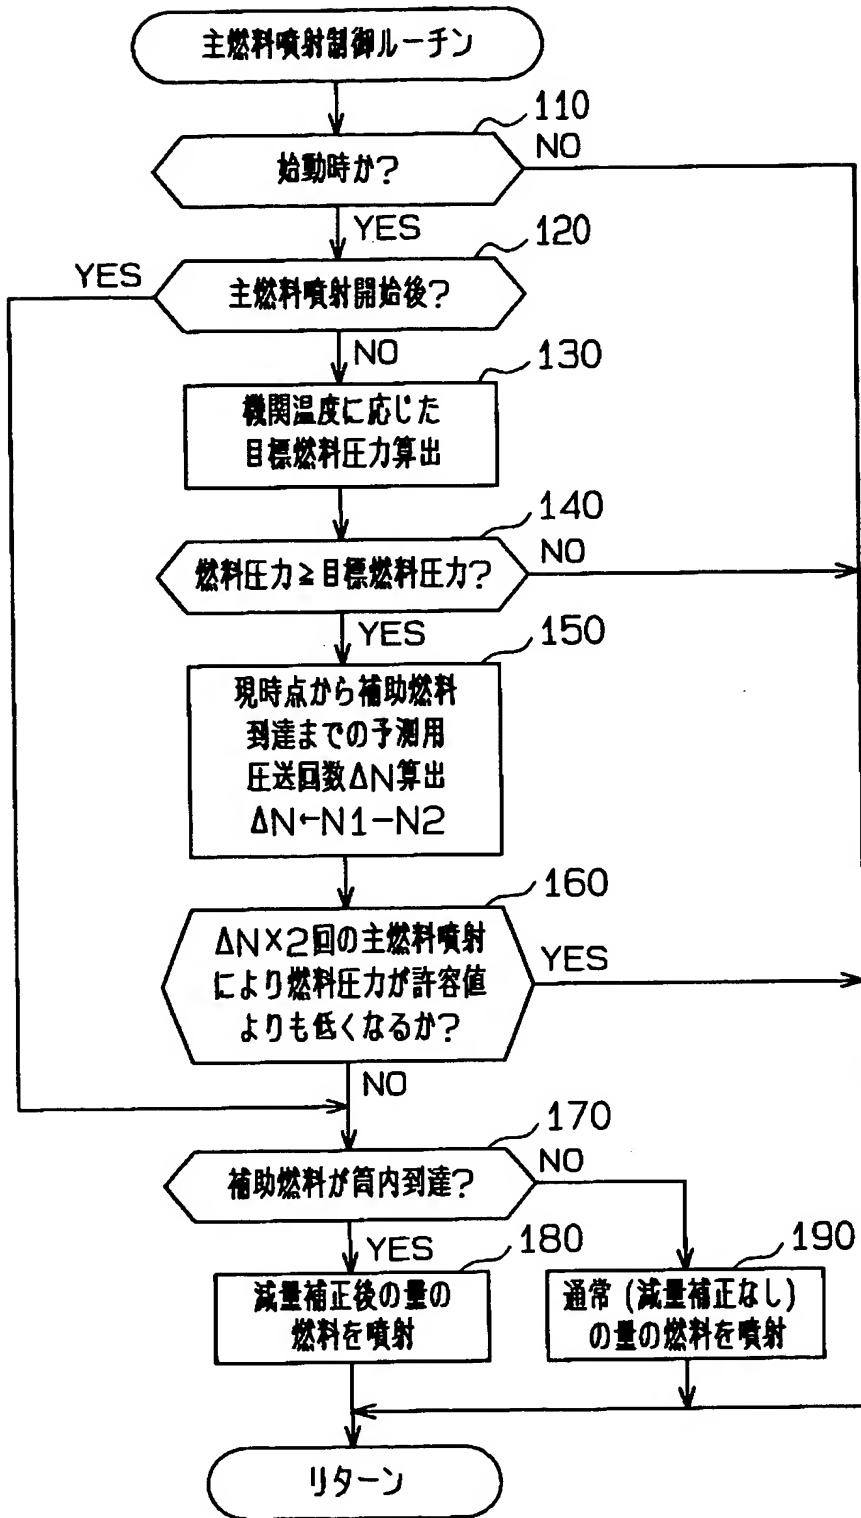 主燃料噴射制御ルーチン
110
始動時か?
NO
YES
120
YES
主燃料噴射開始後?
NO
130
機関温度に応じた
目標燃料圧力算出
140
燃料圧力≧目標燃料圧力?
NO
YES
150
現時点から補助燃料
到達までの予測用
圧送回数ΔN算出
ΔN←N1−N2
160
ΔN×2回の主燃料噴射
により燃料圧力が許容値
よりも低くなるか?
YES
NO
170
補助燃料が筒内到達?
NO
YES
180
190
減量補正後の量の
燃料を噴射
通常(減量補正なし)
の量の燃料を噴射
リターン